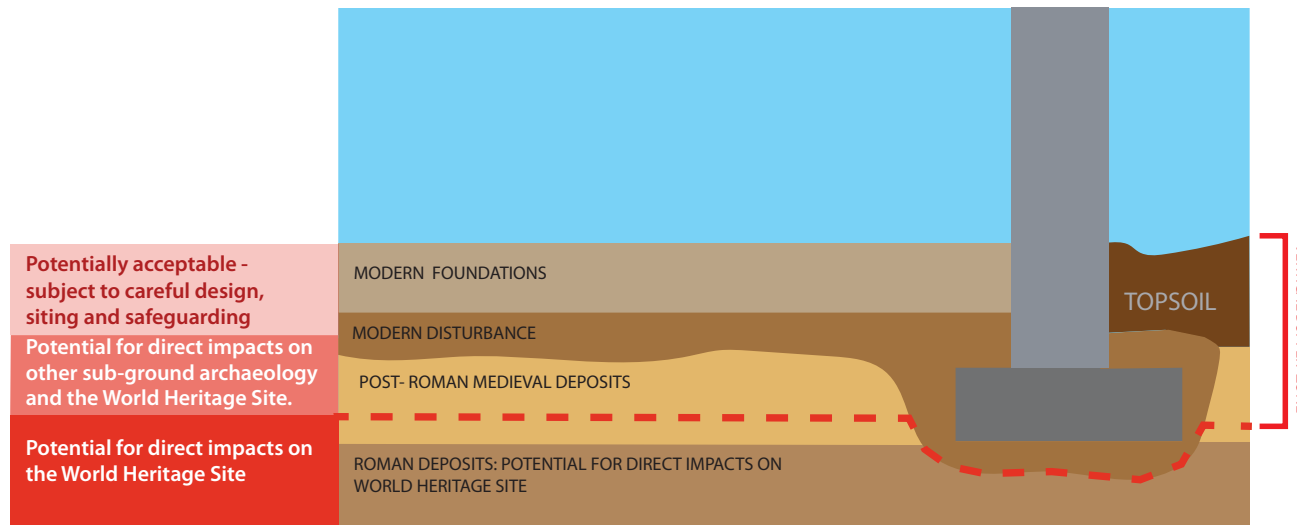 Potentially acceptable -
subject to careful design,
siting and safeguarding
Potential for direct impacts on
other sub-ground archaeology
and the World Heritage Site.
Potential for direct impacts on
the World Heritage Site
MODERN FOUNDATIONS
MODERN DISTURBANCE
POST- ROMAN MEDIEVAL DEPOSITS
ROMAN DEPOSITS: POTENTIAL FOR DIRECT IMPACTS ON
WORLD HERITAGE SITE
TOPSOIL